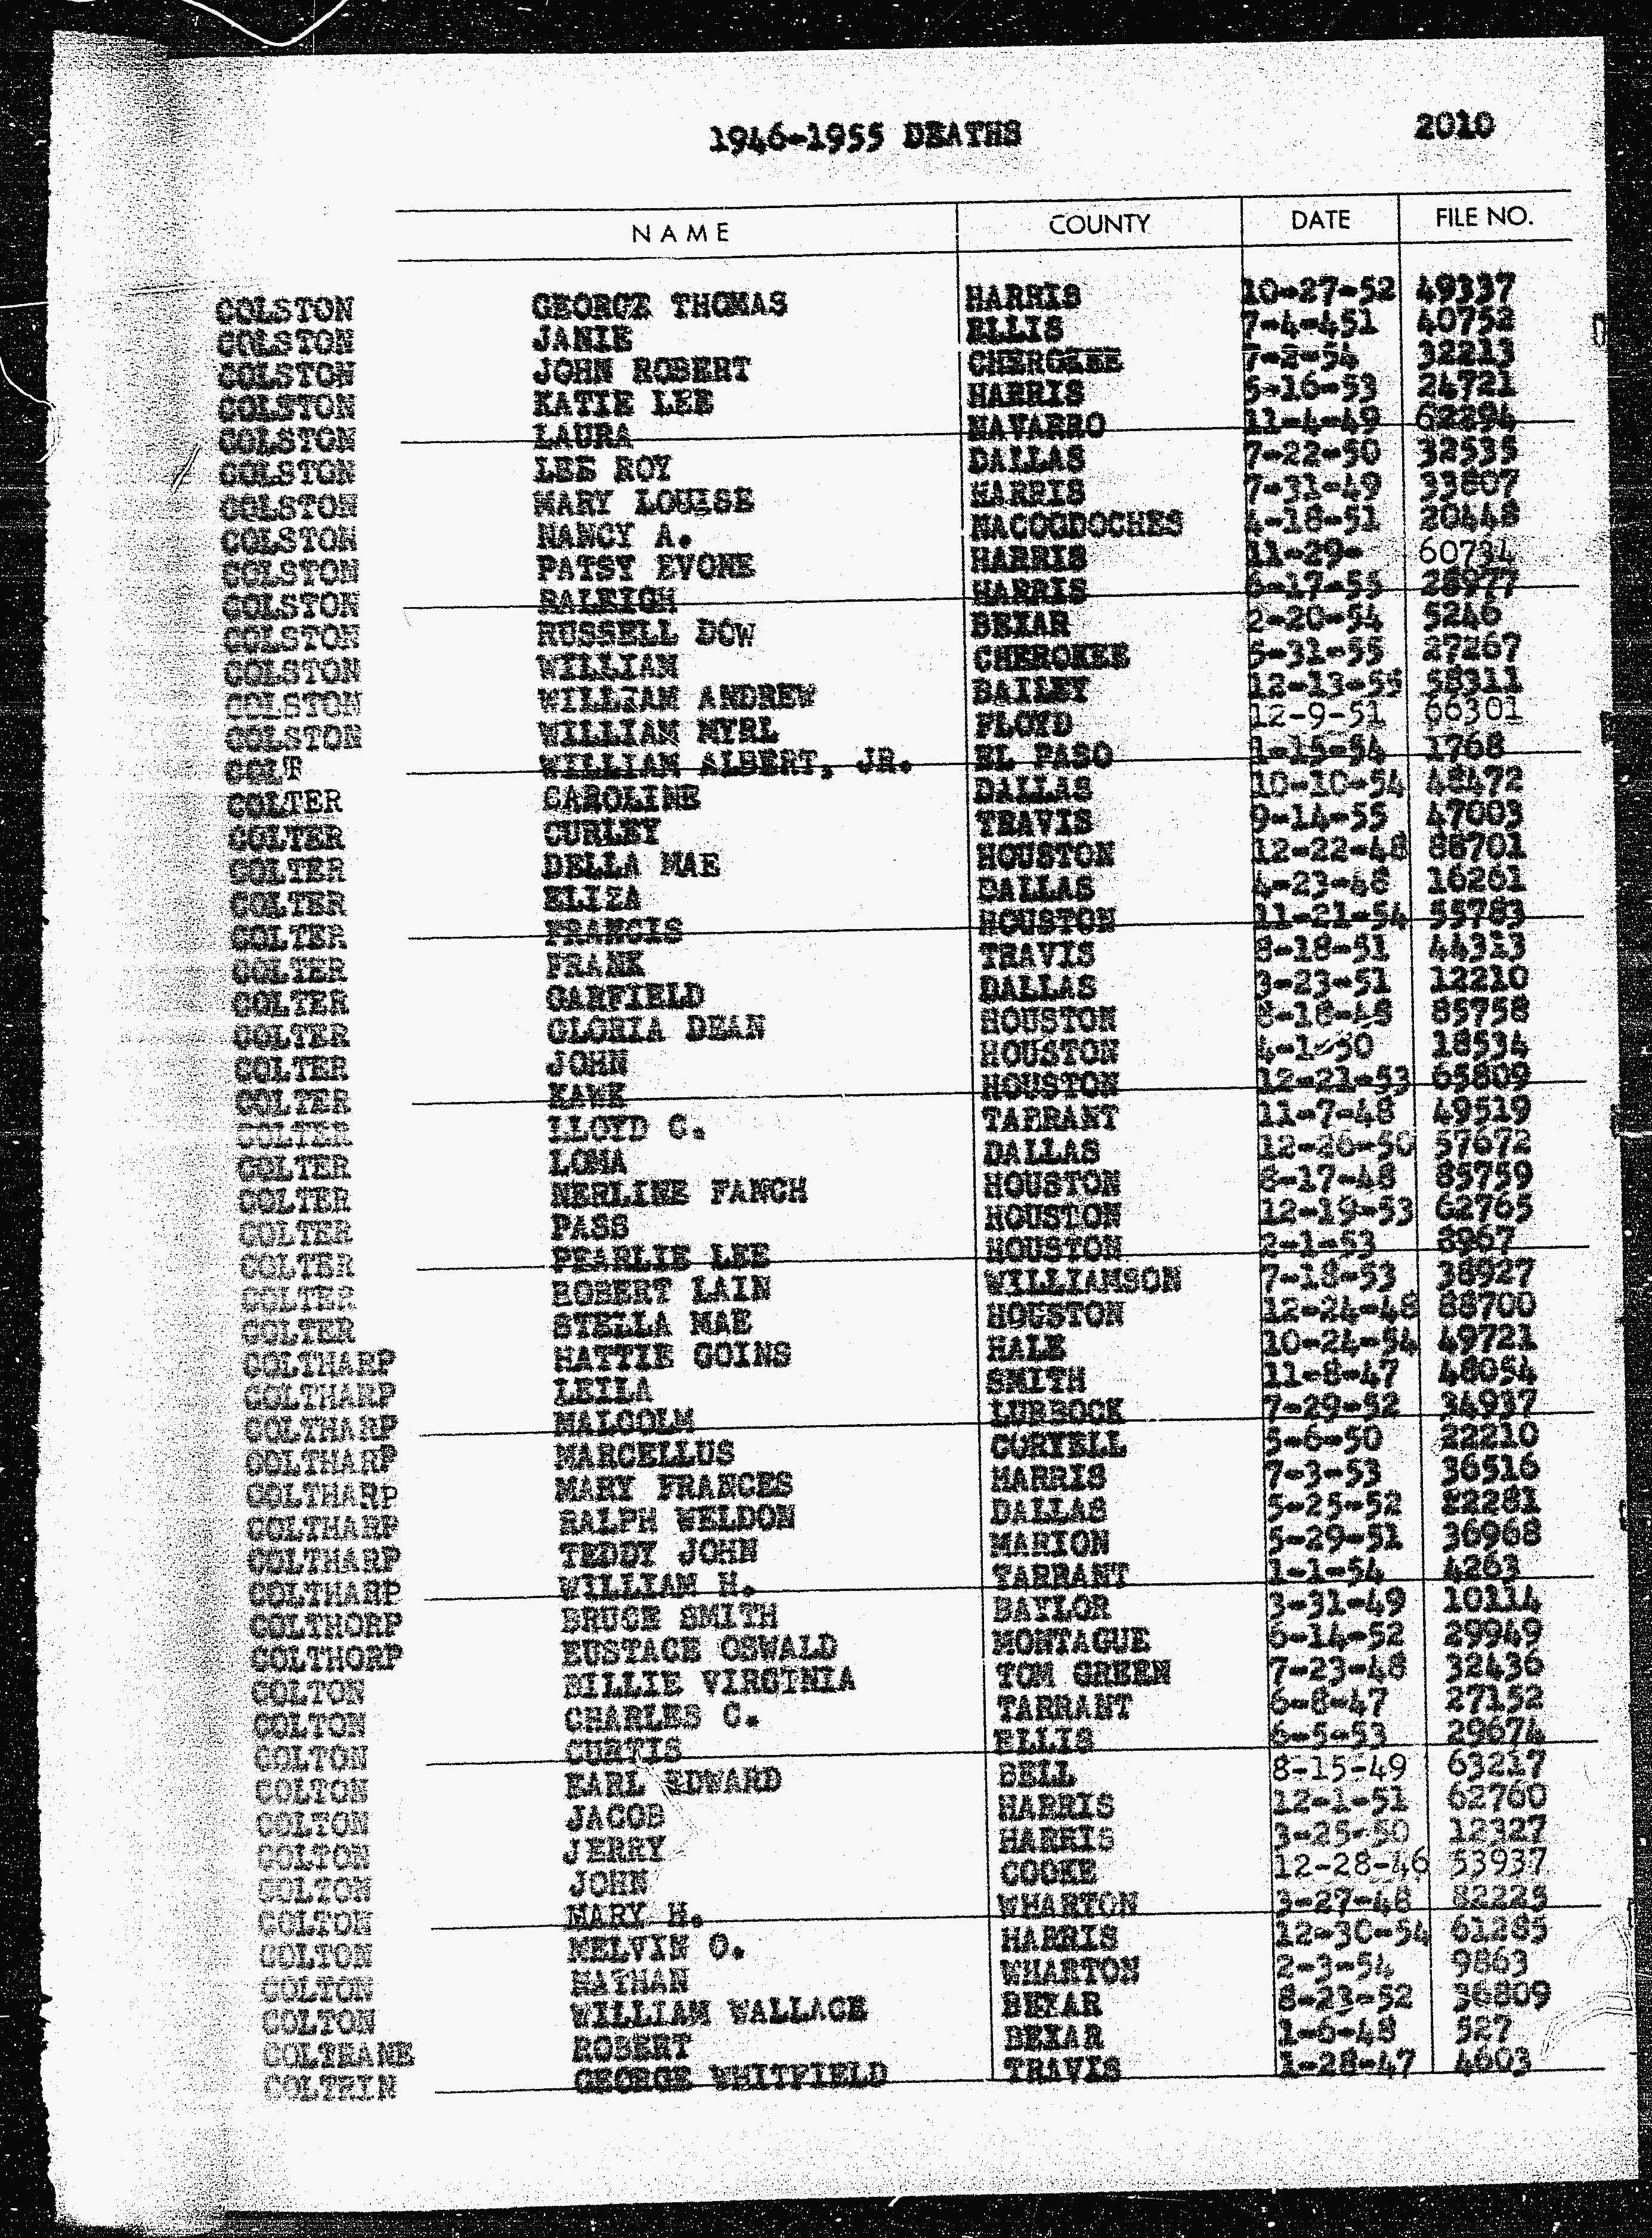 1946-1955 DEATHS 2010
NAME COUNTY DATE FILE NO.
COLSTON GEORGE THOMAS HARRIS 10-27-52 49337
COLSTON JANIE ELLIS 7-4-451 40752
COLSTON JOHN ROBERT CHEROKEE 7-2-54 32213
COLSTON KATIE LEE HARRIS 5-16-53 24721
COLSTON LAURA NAVARRO 11-4-49 62294
COLSTON LEE ROY DALLAS 7-22-50 32535
COLSTON MARY LOUISE HARRIS 7-31-49 33807
COLSTON NANCY A. NACOGDOCHES 4-18-51 20448
COLSTON PATSY EVONE HARRIS 11-29- 60734
COLSTON RALEIGH HARRIS 6-17-55 28977
COLSTON RUSSELL DOW BEXAR 2-20-54 5246
COLSTON WILLIAM CHEROKEE 5-31-55 27267
COLSTON WILLIAM ANDREW BAILEY 12-13-55 58311
COLSTON WILLIAM MYRL FLOYD 12-9-51 66301
COLT WILLIAM ALBERT, JR. EL PASO 1-15-54 1768
COLTER CAROLINE DALLAS 10-10-54 48472
COLTER CURLEY TRAVIS 9-14-55 47003
COLTER DELLA MAE HOUSTON 12-22-48 88701
COLTER ELIZA DALLAS 4-23-48 16261
COLTER FRANCIS HOUSTON 11-21-54 55783
COLTER FRANK TRAVIS 8-18-51 44313
COLTER GARFIELD DALLAS 3-23-51 12210
COLTER GLORIA DEAN HOUSTON 8-18-48 85758
COLTER JOHN HOUSTON 4-1-50 18534
COLTER KAWK HOUSTON 12-21-53 65809
COLTER LLOYD C. TARRANT 11-7-48 49519
COLTER LOMA DALLAS 12-26-50 57672
COLTER NERLINE FANCH HOUSTON 8-17-48 85759
COLTER PASS HOUSTON 12-19-53 62765
COLTER PEARLIE LEE HOUSTON 2-1-53 8967
COLTER ROBERT LAIN WILLIAMSON 7-18-53 38927
COLTER STELLA MAE HOUSTON 12-24-48 88700
COLTHARP HATTIE GOINS HALE 10-24-54 49721
COLTHARP LEILA SMITH 11-8-47 48054
COLTHARP MALCOLM LUBBOCK 7-29-52 34937
COLTHARP MARCELLUS CORYELL 5-6-50 22210
COLTHARP MARY FRANCES HARRIS 7-3-53 36516
COLTHARP RALPH WELDON DALLAS 5-25-52 22281
COLTHARP TEDDY JOHN MARION 5-29-51 36968
COLTHARP WILLIAM H. TARRANT 1-1-54 4263
COLTHORP BRUCE SMITH BAYLOR 3-31-49 10114
COLTHORP EUSTACE OSWALD MONTAGUE 6-14-52 29949
COLTON BILLIE VIRGINIA TOM GREEN 7-23-48 32436
COLTON CHARLES C. TARRANT 6-8-47 27152
COLTON CURTIS ELLIS 6-5-53 29674
COLTON EARL EDWARD BELL 8-15-49 63217
COLTON JACOB HARRIS 12-1-51 62760
COLTON JERRY HARRIS 3-25-50 12327
COLTON JOHN COOKE 12-28-46 53937
COLTON MARY H. WHARTON 3-27-48 82225
COLTON MELVIN O. HARRIS 12-30-54 61285
COLTON NATHAN WHARTON 2-3-54 9863
COLTON WILLIAM WALLACE BEXAR 8-23-52 36809
COLTRANE ROBERT BEXAR 1-6-48 527
COLTRIN GEORGE WHITFIELD TRAVIS 1-28-47 4603